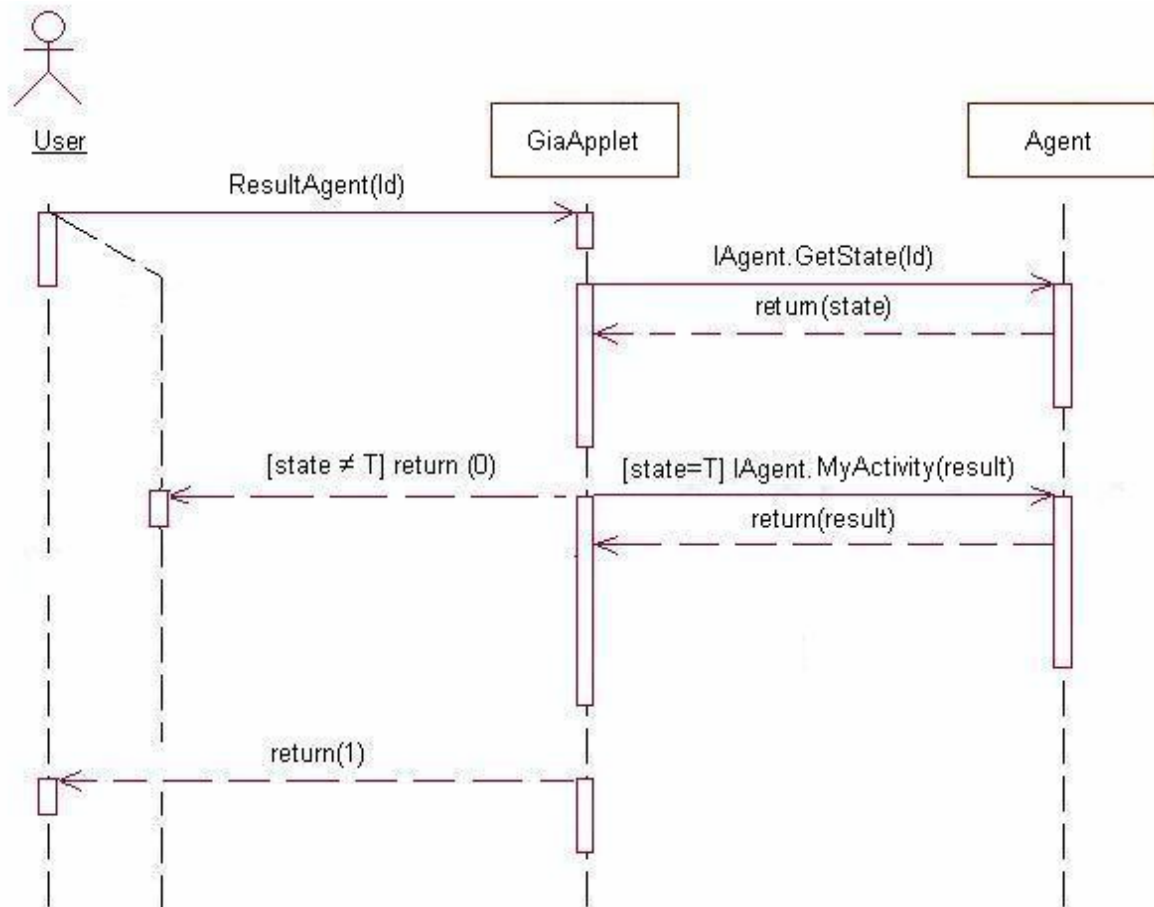 User
GiaApplet
Agent
ResultAgent(Id)
IAgent.GetState(Id)
return(state)
[state ≠ T] return (0)
[state=T] IAgent. MyActivity(result)
return(result)
return(1)